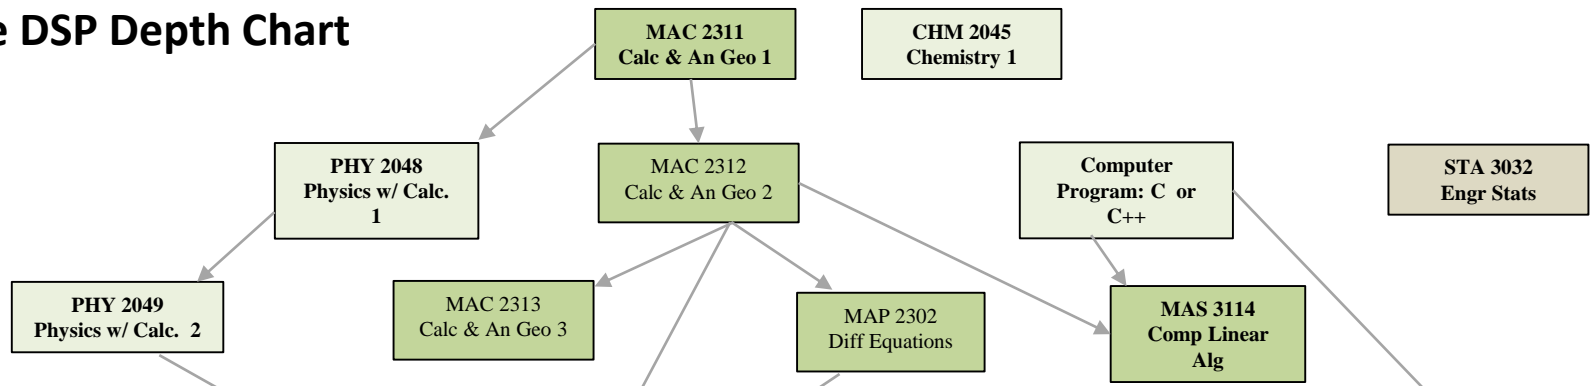 e DSP Depth Chart
MAC 2311
Calc & An Geo 1
CHM 2045
Chemistry 1
PHY 2048
Physics w/ Calc.
1
MAC 2312
Calc & An Geo 2
Computer
Program: C or
C++
STA 3032
Engr Stats
PHY 2049
Physics w/ Calc. 2
MAC 2313
Calc & An Geo 3
MAP 2302
Diff Equations
MAS 3114
Comp Linear
Alg